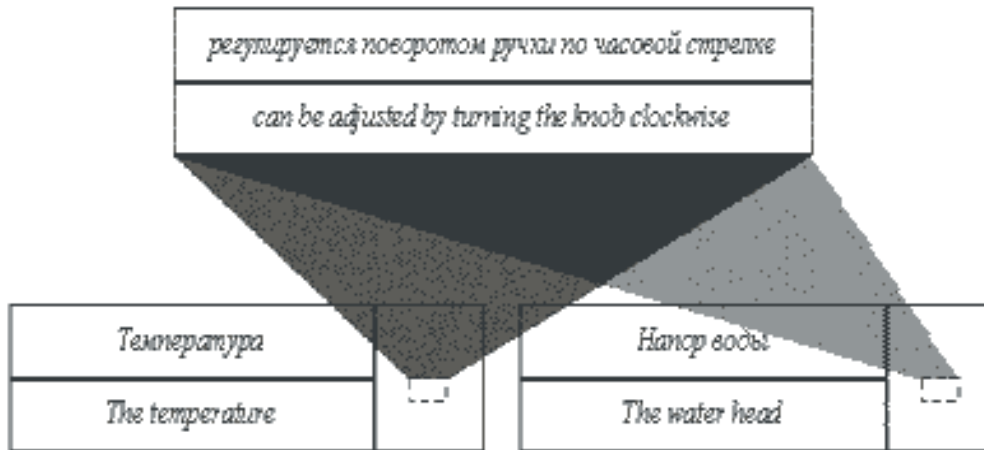 регулируется поворотом ручки по часовой стрелке
can be adjusted by turning the knob clockwise
Температура
Напор воды
The temperature
The water head